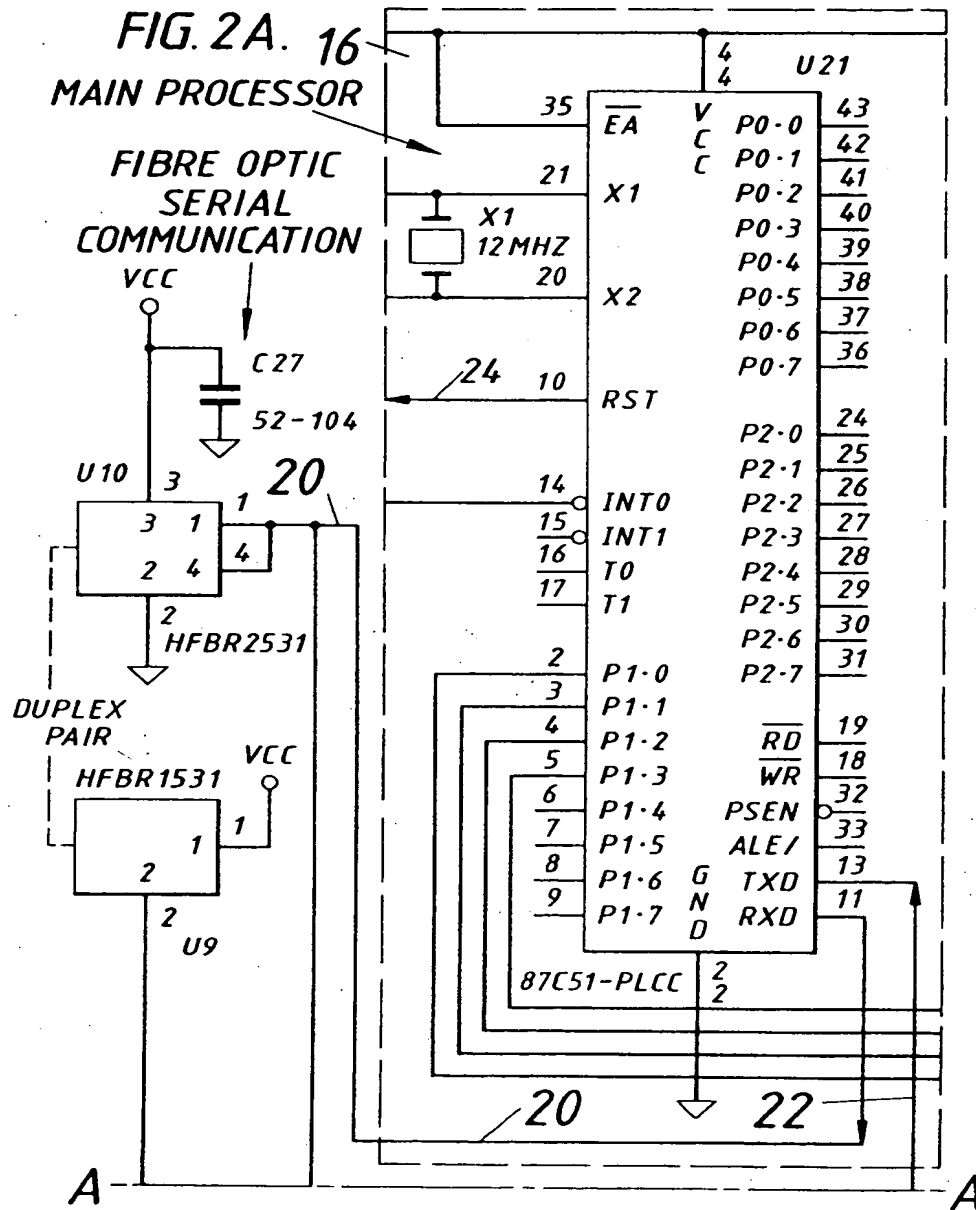 FIG. 2A.
16
MAIN PROCESSOR
FIBRE OPTIC
SERIAL
COMMUNICATION
VCC
C27
52-104
U10
3
3 1
1
2 4
4
2
20
HFBR2531
DUPLEX
PAIR
HFBR1531
VCC
1
1
2
2
U9
X1
12MHZ
24
U21
4
4
VCC
35 EA
21 X1
20 X2
10 RST
14 INT0
15 INT1
16 T0
17 T1
2 P1·0
3 P1·1
4 P1·2
5 P1·3
6 P1·4
7 P1·5
8 P1·6
9 P1·7
P0·0 43
P0·1 42
P0·2 41
P0·3 40
P0·4 39
P0·5 38
P0·6 37
P0·7 36
P2·0 24
P2·1 25
P2·2 26
P2·3 27
P2·4 28
P2·5 29
P2·6 30
P2·7 31
RD 19
WR 18
PSEN 32
ALE/ 33
TXD 13
RXD 11
GND
87C51-PLCC
2
2
20
22
A
A